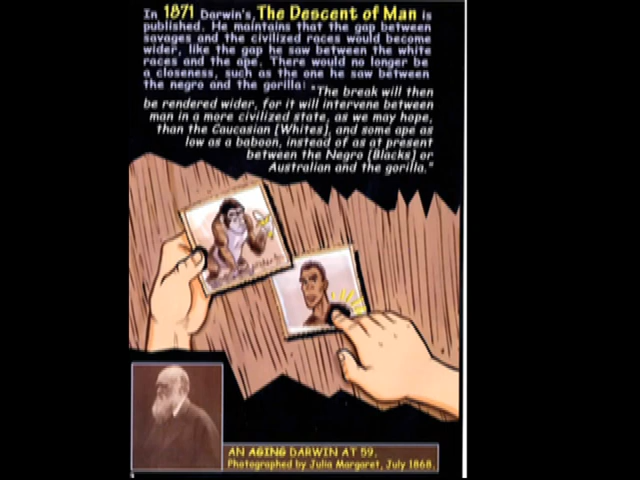 In 1871 Darwin's, The Descent of Man is
published. He maintains that the gap between
savages and the civilized races would become
wider, like the gap he saw between the white
races and the ape. There would no longer be
a closeness, such as the one he saw between
the negro and the gorilla: "The break will then
be rendered wider, for it will intervene between
man in a more civilized state, as we may hope,
than the Caucasian [Whites], and some ape as
low as a baboon, instead of as at present
between the Negro [Blacks] or
Australian and the gorilla."
AN AGING DARWIN AT 59.
Photographed by Julia Margaret, July 1868.